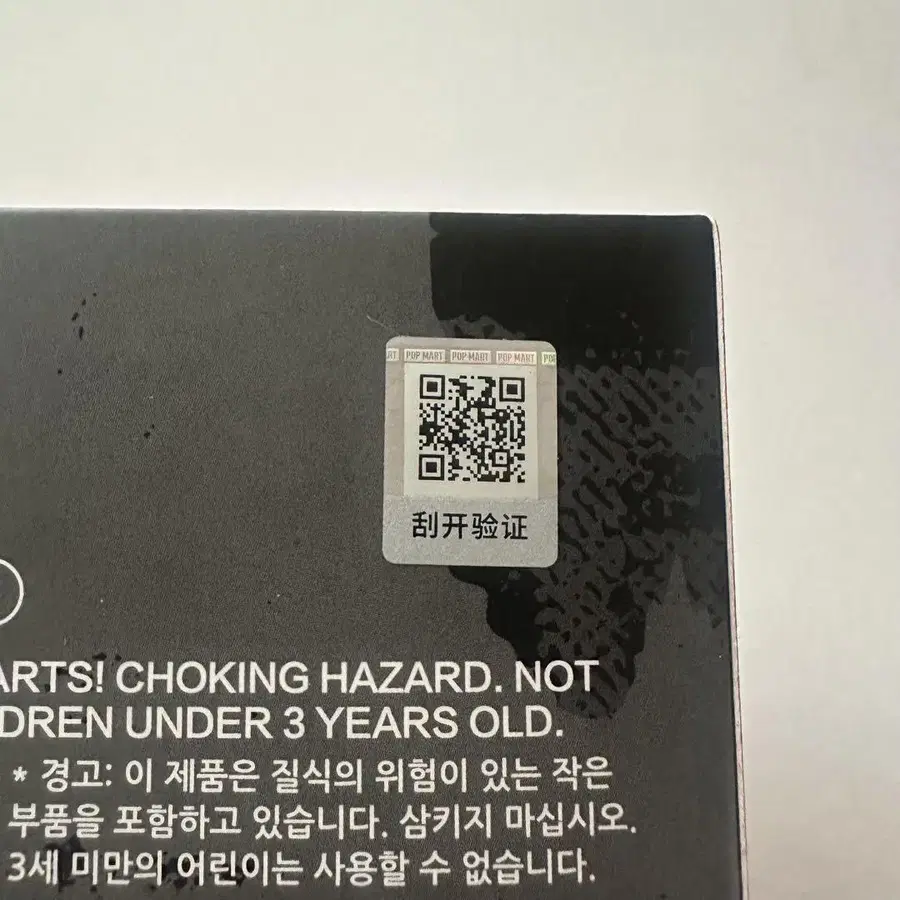 POP MART POP MART POP MART
刮开验证
ARTS! CHOKING HAZARD. NOT
DREN UNDER 3 YEARS OLD.
* 경고: 이 제품은 질식의 위험이 있는 작은
부품을 포함하고 있습니다. 삼키지 마십시오.
3세 미만의 어린이는 사용할 수 없습니다.